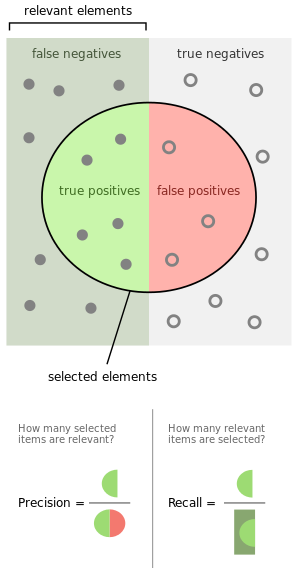 relevant elements
false negatives
true negatives
true positives
false positives
selected elements
How many selected
items are relevant?
How many relevant
items are selected?
Precision =
Recall =